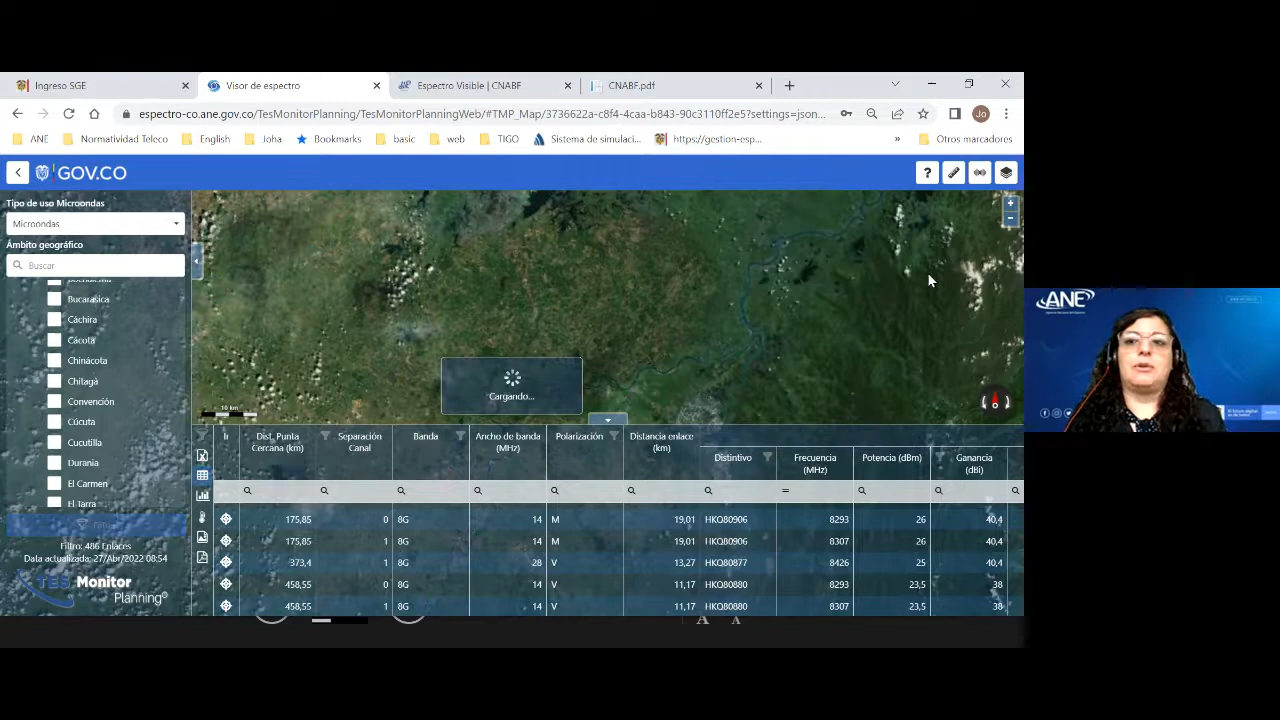 Ingreso SGE
Visor de espectro
Espectro Visible | CNABF
CNABF.pdf
espectro-co.ane.gov.co/TesMonitorPlanning/TesMonitorPlanningWeb/#TMP_Map/3736622a-c8f4-4caa-b843-90c3110ff2e5?settings=json...
Jo
ANE
Normatividad Teleco
English
Joha
Bookmarks
basic
web
TIGO
Sistema de simulaci...
https://gestion-esp...
»
Otros marcadores
GOV.CO
?
Tipo de uso Microondas
Microondas
Ámbito geográfico
Buscar
Bucarasica
Cáchira
Cácota
Chinácota
Chitagá
Convención
Cúcuta
Cucutilla
Durania
El Carmen
El Tarra
Filtro: 486 Enlaces
Data actualizada: 27/Abr/2022 08:54
TES Monitor
Planning®
+
-
10 km
Cargando...
Ir
Dist. Punta Cercana (km)
Separación Canal
Banda
Ancho de banda (MHz)
Polarización
Distancia enlace (km)
Distintivo
Frecuencia (MHz)
Potencia (dBm)
Ganancia (dBi)
=
175,85 0 8G 14 M 19,01 HKQ80906 8293 26 40,4
175,85 1 8G 14 M 19,01 HKQ80906 8307 26 40,4
373,4 1 8G 28 V 13,27 HKQ80877 8426 25 40,4
458,55 0 8G 14 V 11,17 HKQ80880 8293 23,5 38
458,55 1 8G 14 V 11,17 HKQ80880 8307 23,5 38
A A
ANE